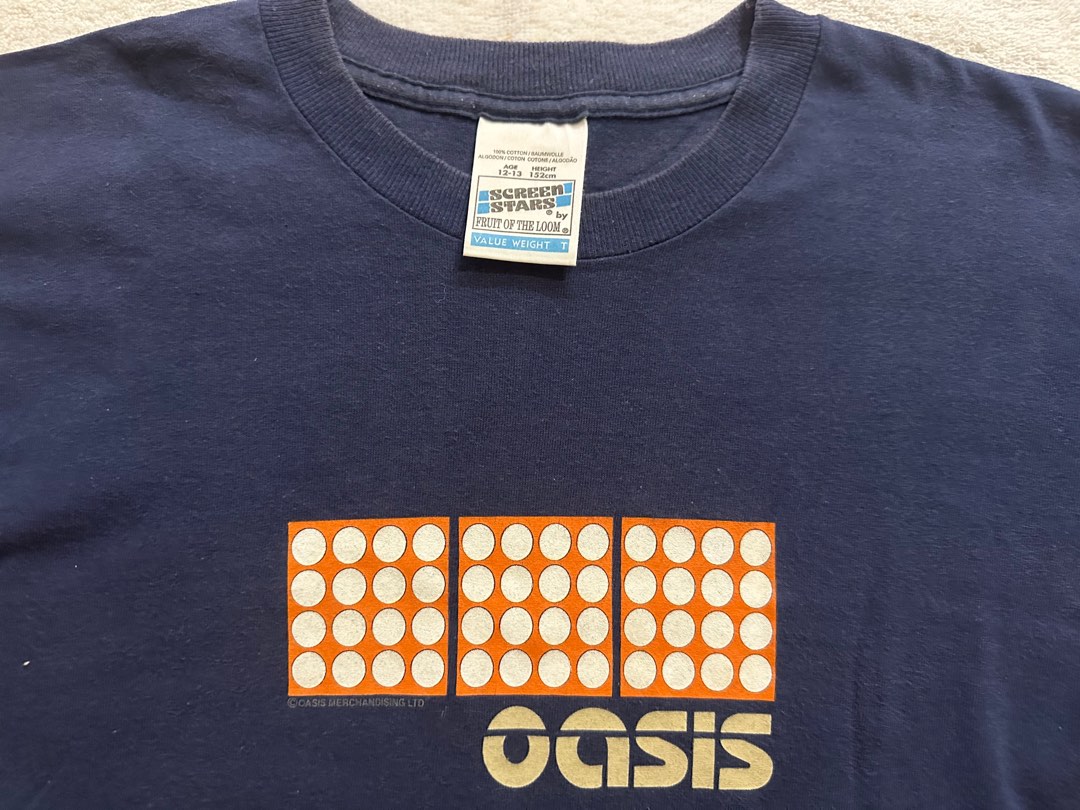 100% COTTON / BAUMWOLLE
ALGODON / COTON COTONE / ALGODÃO
AGE HEIGHT
12-13 152cm
SCREEN
STARS® by
FRUIT OF THE LOOM®
VALUE WEIGHT T
© OASIS MERCHANDISING LTD
oasis